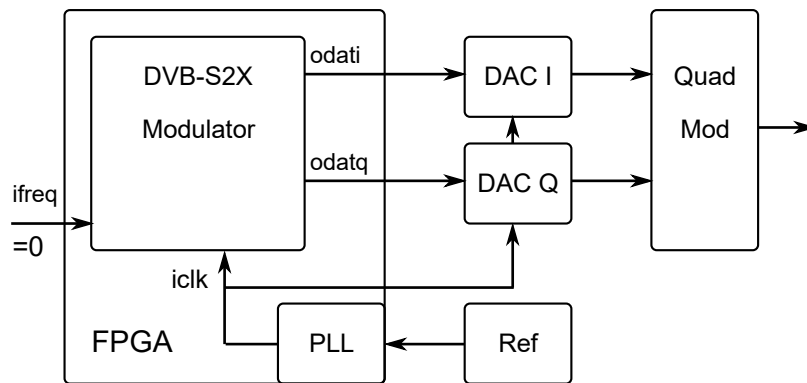 DVB-S2X
Modulator
odati
odatq
DAC I
DAC Q
Quad
Mod
ifreq
=0
iclk
FPGA
PLL
Ref